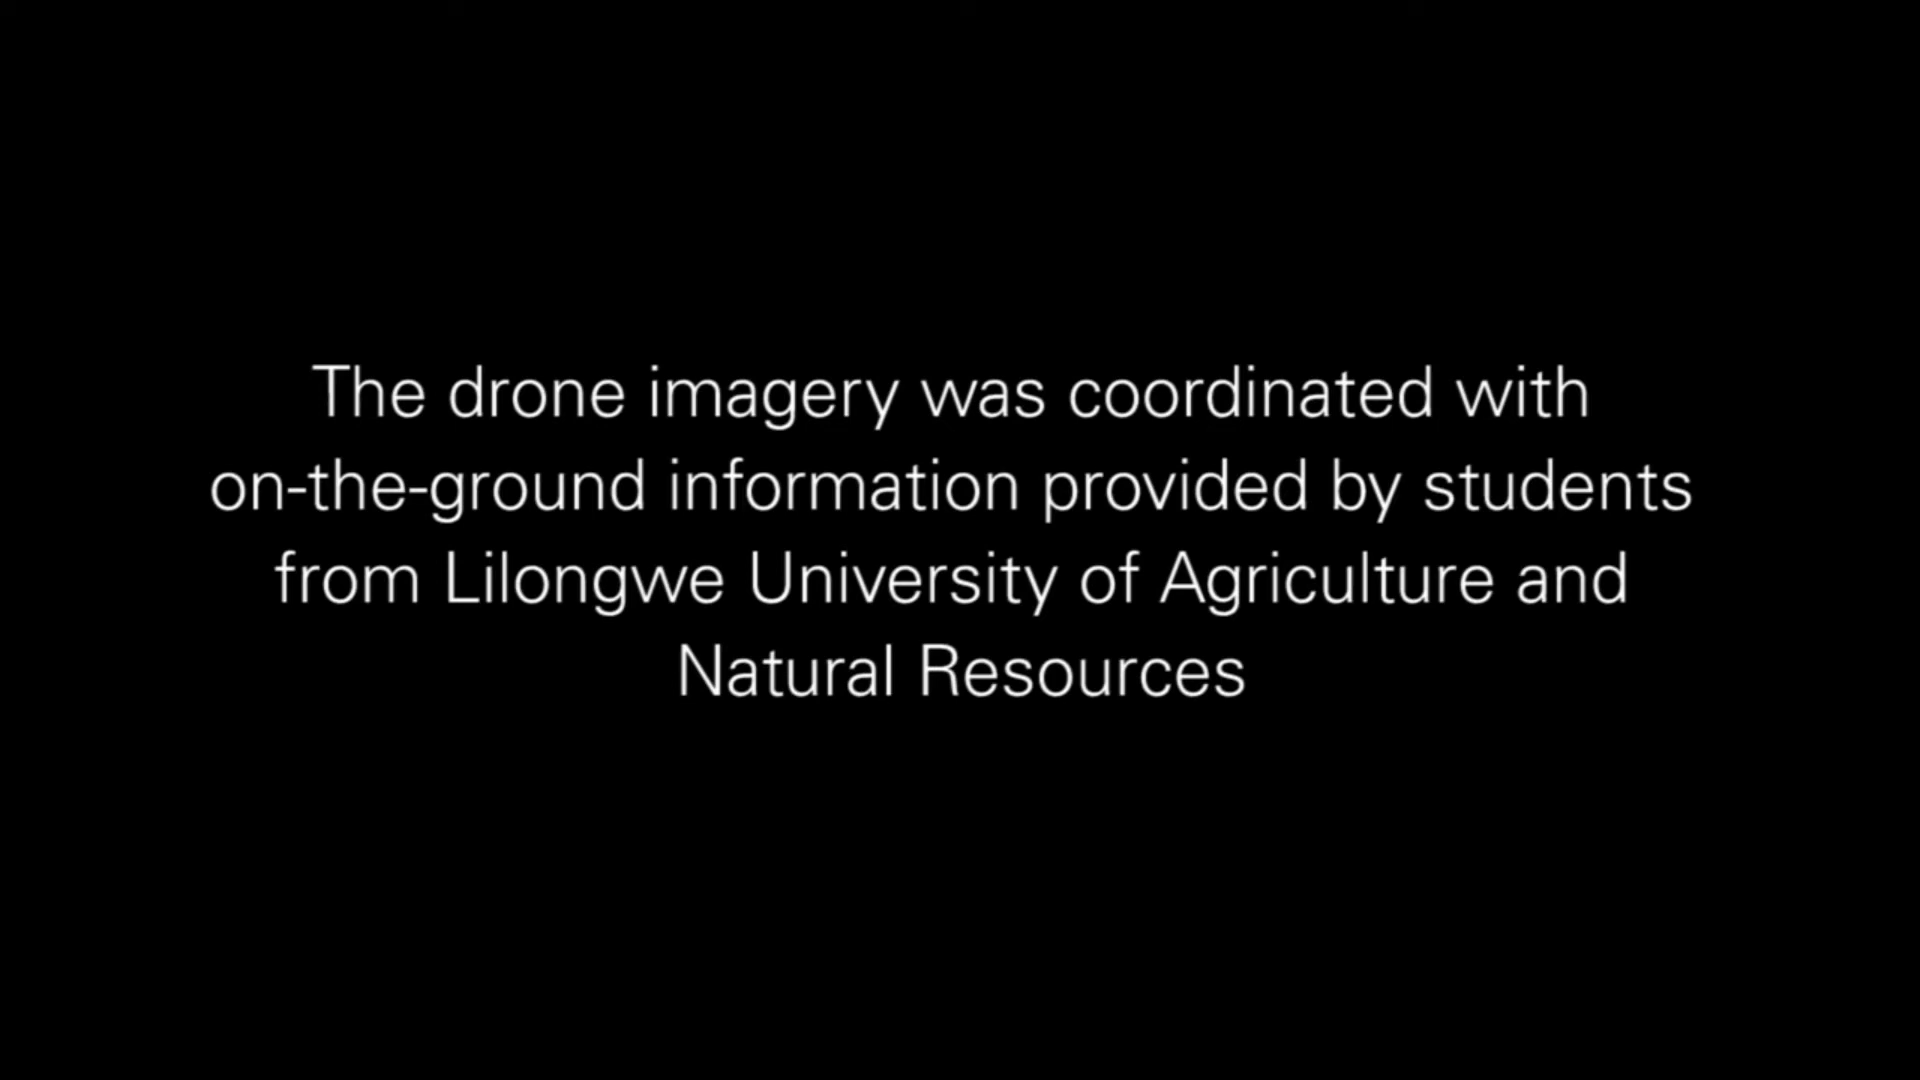 The drone imagery was coordinated with
on-the-ground information provided by students
from Lilongwe University of Agriculture and
Natural Resources